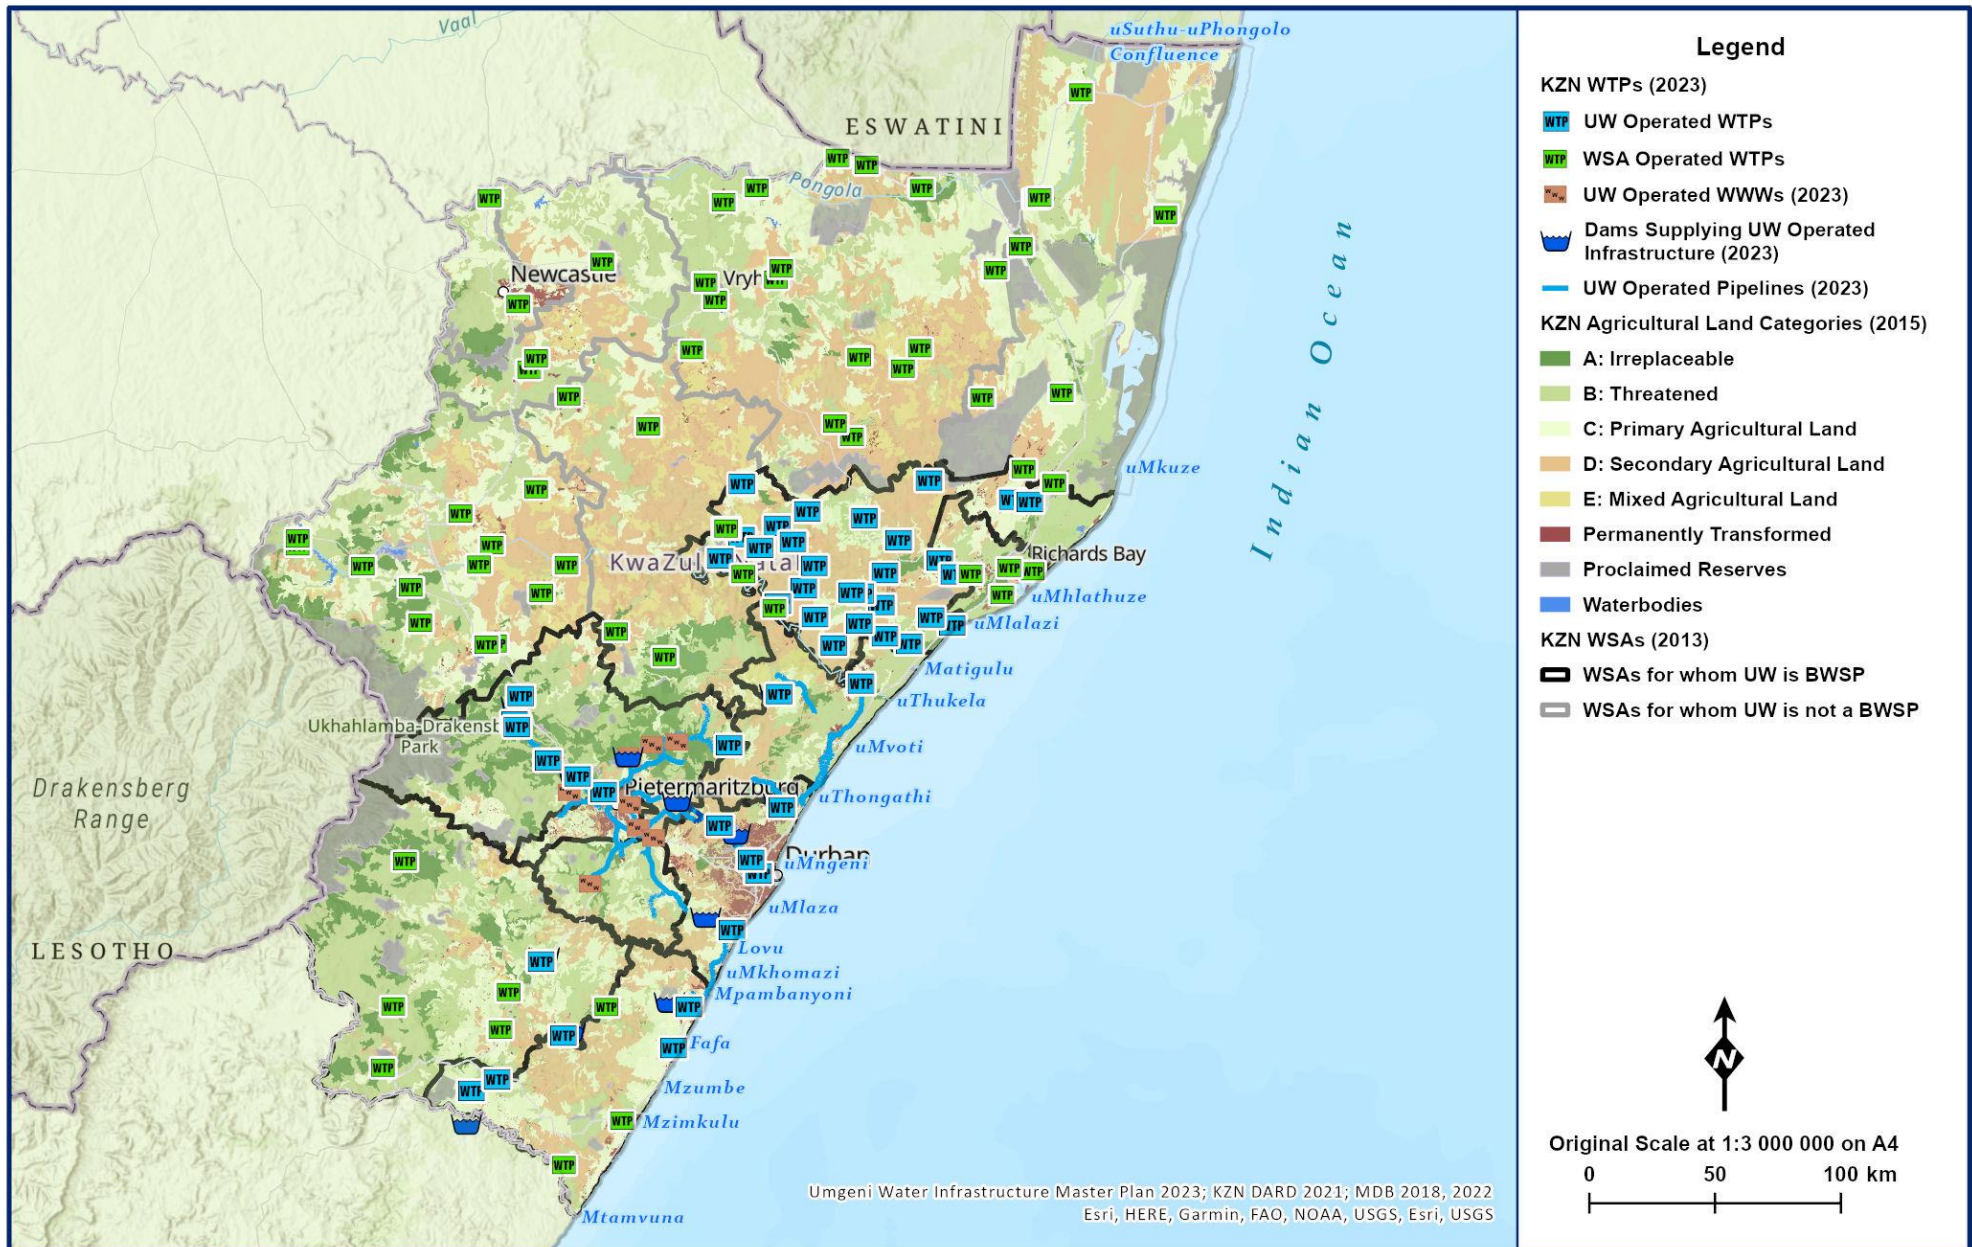 Vaal
uSuthu-uPhongolo
Confluence
ESWATINI
Pongola
Newcastle
Indian Ocean
uMkuze
Richards Bay
uMhlathuze
uMlalazi
Matigulu
uThukela
Park
uMvoti
Pietermaritzburg
uThongathi
Drakensberg
Range
Durban
uMngeni
uMlaza
LESOTHO
Lovu
uMkhomazi
Mpambanyoni
Fafa
Mzumbe
Mzimkulu
Mtamvuna
WTP
Umgeni Water Infrastructure Master Plan 2023; KZN DARD 2021; MDB 2018, 2022
Esri, HERE, Garmin, FAO, NOAA, USGS, Esri, USGS
Legend
KZN WTPs (2023)
WTP UW Operated WTPs
WTP WSA Operated WTPs
UW Operated WWWs (2023)
Dams Supplying UW Operated
Infrastructure (2023)
UW Operated Pipelines (2023)
KZN Agricultural Land Categories (2015)
A: Irreplaceable
B: Threatened
C: Primary Agricultural Land
D: Secondary Agricultural Land
E: Mixed Agricultural Land
Permanently Transformed
Proclaimed Reserves
Waterbodies
KZN WSAs (2013)
WSAs for whom UW is BWSP
WSAs for whom UW is not a BWSP
N
Original Scale at 1:3 000 000 on A4
0 50 100 km